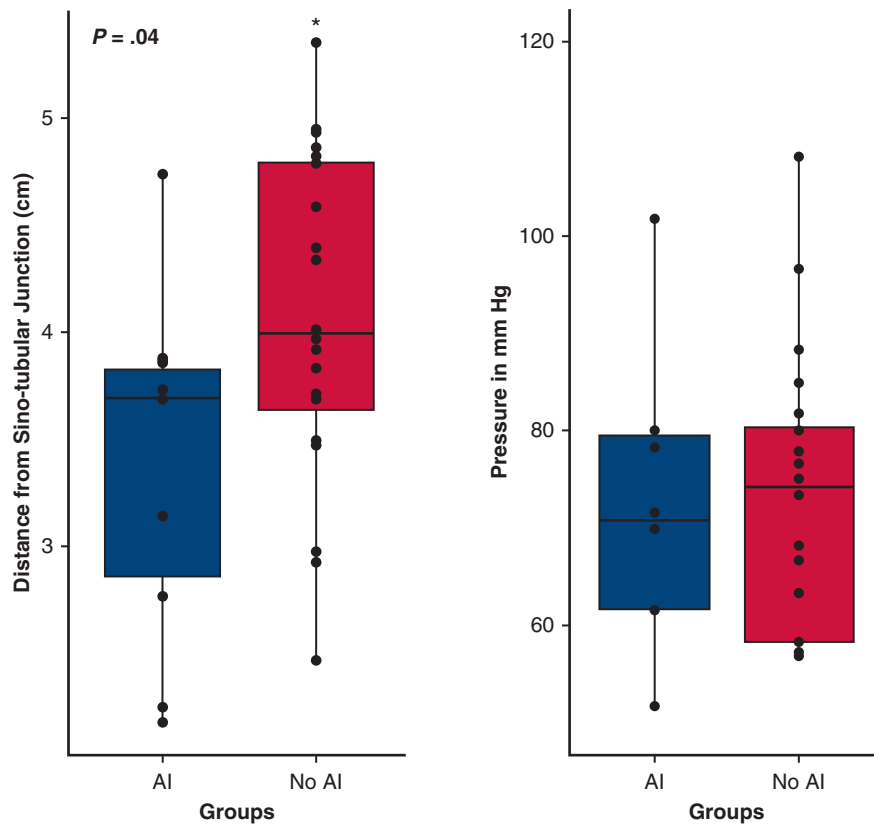 P = .04
*
Distance from Sino-tubular Junction (cm)
5
4
3
AI
No AI
Groups
Pressure in mm Hg
120
100
80
60
AI
No AI
Groups